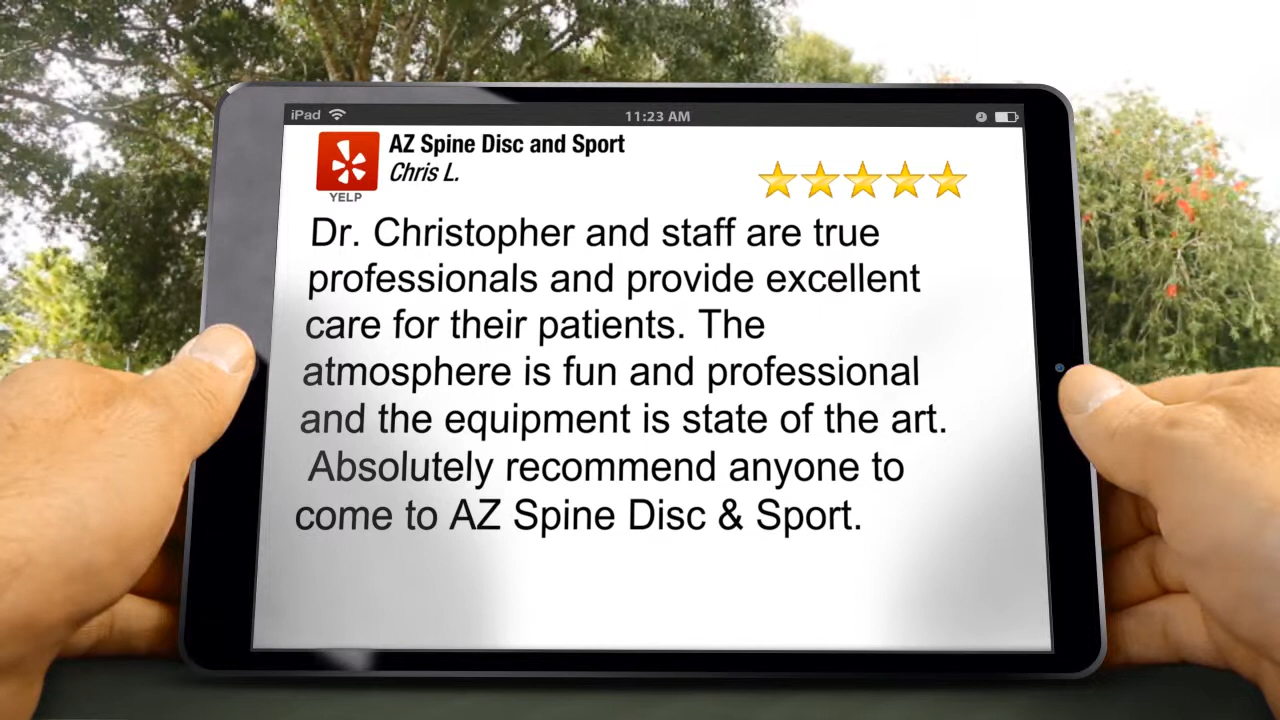 iPad 11:23 AM
AZ Spine Disc and Sport
Chris L.
YELP
Dr. Christopher and staff are true
professionals and provide excellent
care for their patients. The
atmosphere is fun and professional
and the equipment is state of the art.
Absolutely recommend anyone to
come to AZ Spine Disc & Sport.